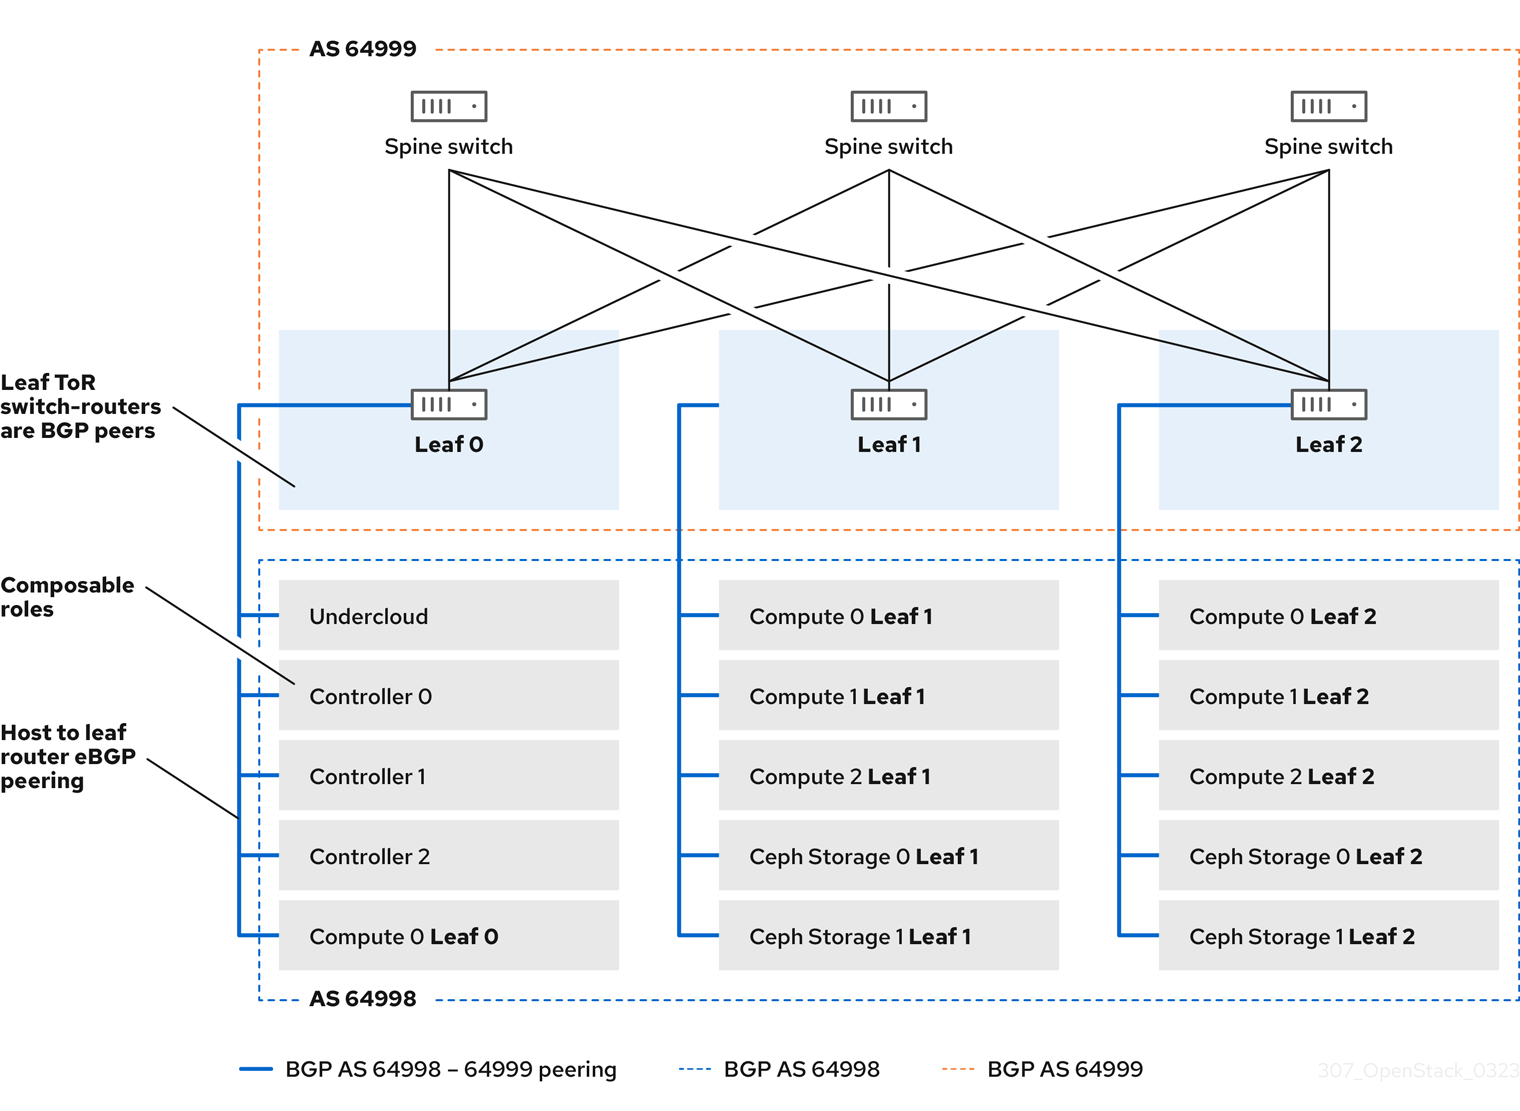 AS 64999
Spine switch
Spine switch
Spine switch
Leaf ToR
switch-routers
are BGP peers
Leaf 0
Leaf 1
Leaf 2
Composable
roles
Host to leaf
router eBGP
peering
Undercloud
Controller 0
Controller 1
Controller 2
Compute 0 Leaf 0
Compute 0 Leaf 1
Compute 1 Leaf 1
Compute 2 Leaf 1
Ceph Storage 0 Leaf 1
Ceph Storage 1 Leaf 1
Compute 0 Leaf 2
Compute 1 Leaf 2
Compute 2 Leaf 2
Ceph Storage 0 Leaf 2
Ceph Storage 1 Leaf 2
AS 64998
BGP AS 64998 – 64999 peering
BGP AS 64998
BGP AS 64999
307_OpenStack_0323